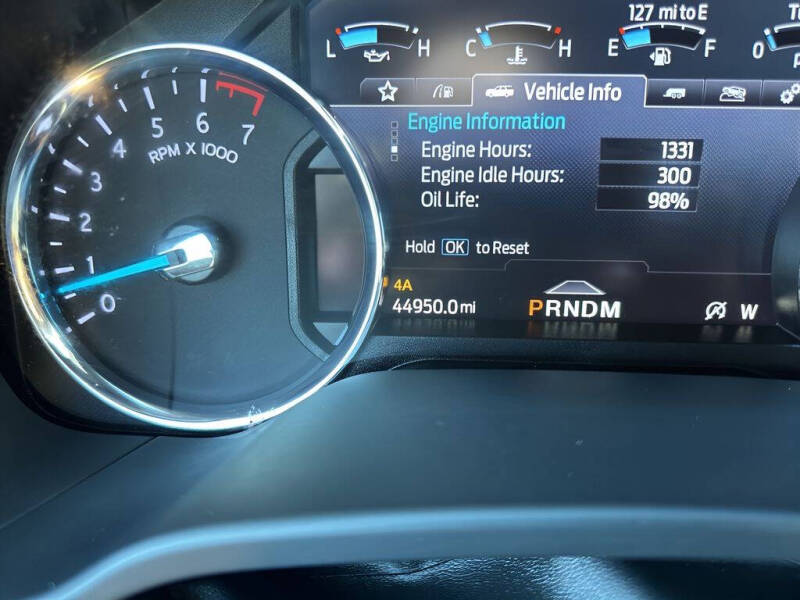 127 mi to E
L H C H E F 0
Vehicle Info
Engine Information
Engine Hours: 1331
Engine Idle Hours: 300
Oil Life: 98%
Hold OK to Reset
4A
44950.0 mi
PRNDM
W
0 1 2 3 4 5 6 7
RPM X 1000